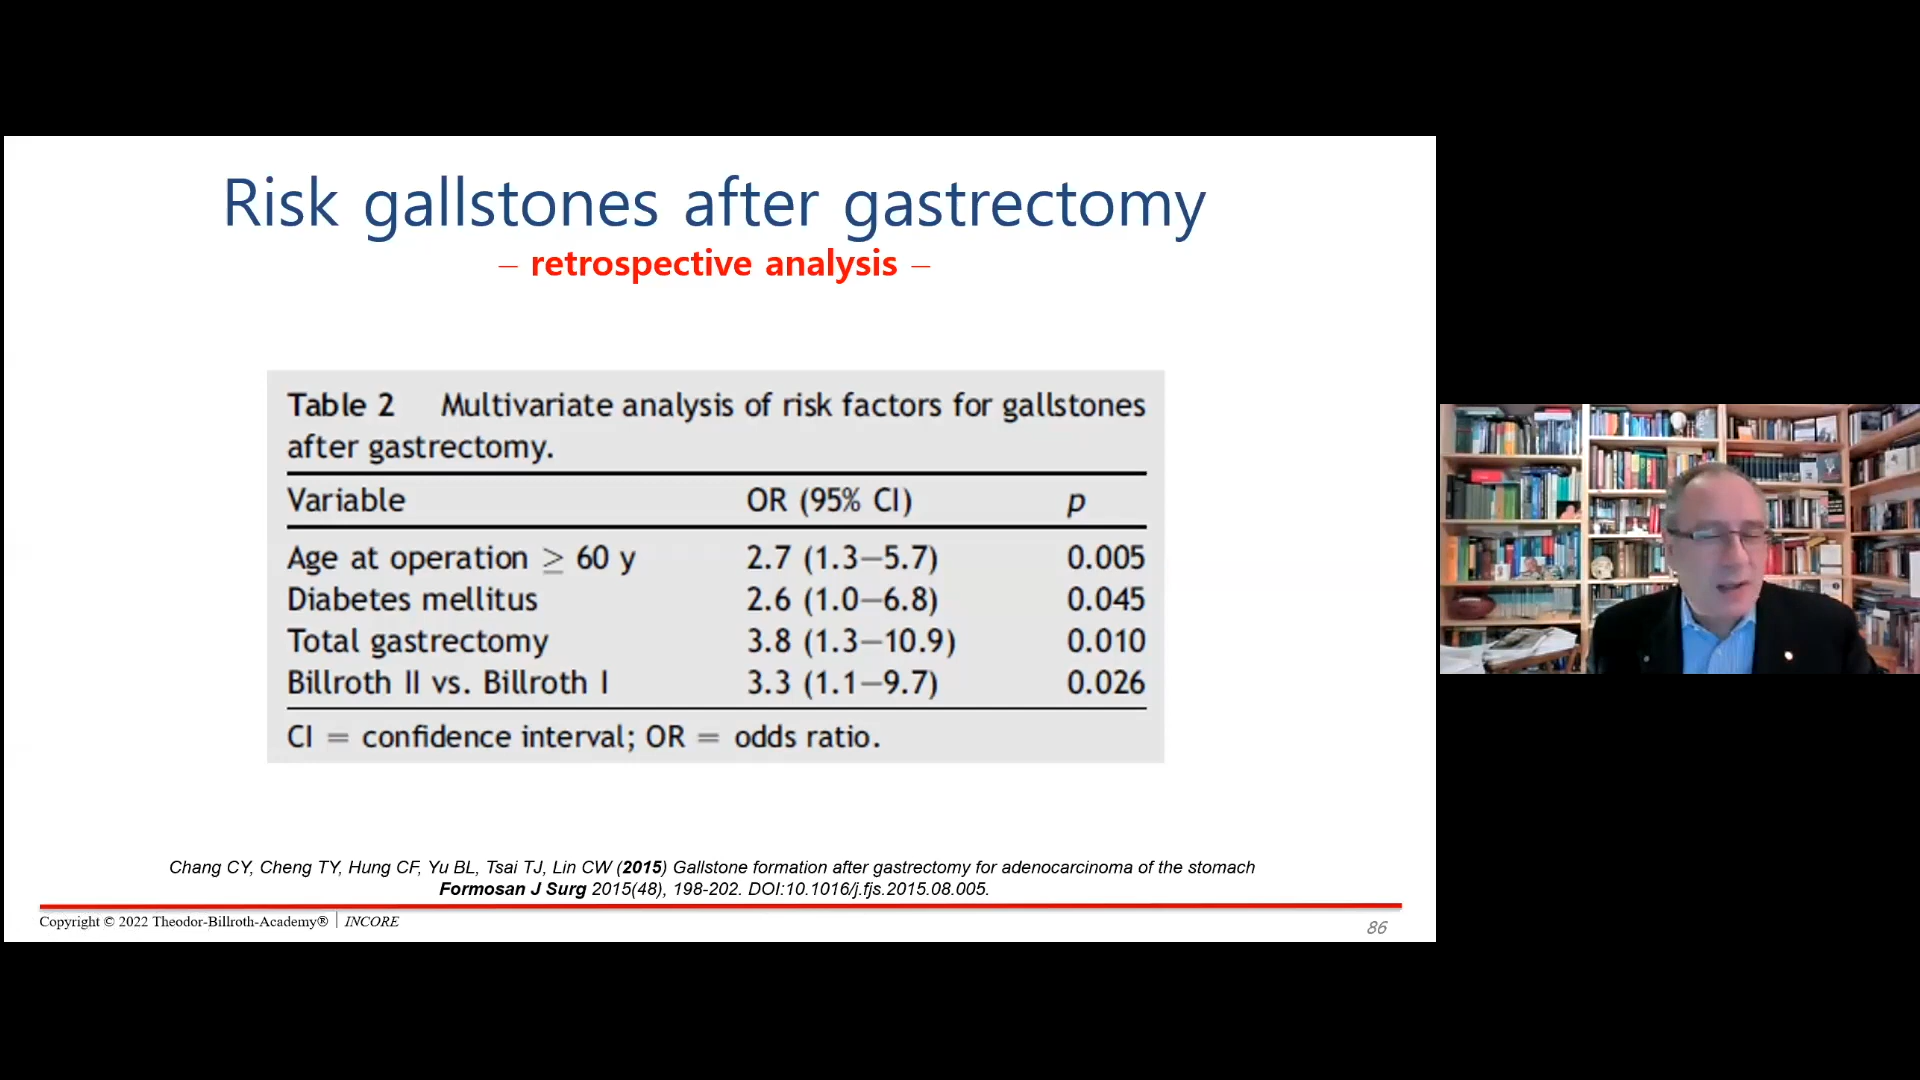 Risk gallstones after gastrectomy
– retrospective analysis –
Table 2 Multivariate analysis of risk factors for gallstones
after gastrectomy.
Variable OR (95% CI) p
Age at operation ≥ 60 y 2.7 (1.3–5.7) 0.005
Diabetes mellitus 2.6 (1.0–6.8) 0.045
Total gastrectomy 3.8 (1.3–10.9) 0.010
Billroth II vs. Billroth I 3.3 (1.1–9.7) 0.026
CI = confidence interval; OR = odds ratio.
Chang CY, Cheng TY, Hung CF, Yu BL, Tsai TJ, Lin CW (2015) Gallstone formation after gastrectomy for adenocarcinoma of the stomach
Formosan J Surg 2015(48), 198-202. DOI:10.1016/j.fjs.2015.08.005.
Copyright © 2022 Theodor-Billroth-Academy® | INCORE
86